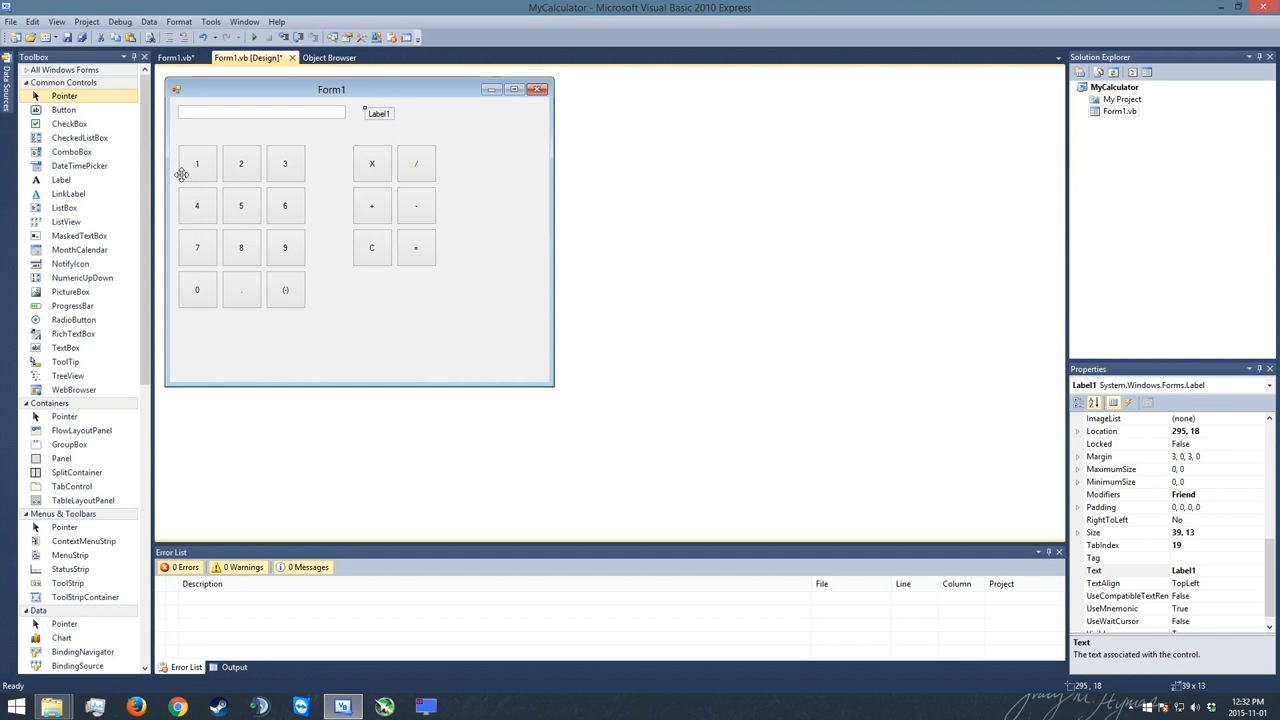 MyCalculator - Microsoft Visual Basic 2010 Express
File Edit View Project Debug Data Format Tools Window Help
Data Sources
Toolbox
All Windows Forms
Common Controls
Pointer
Button
CheckBox
CheckedListBox
ComboBox
DateTimePicker
Label
LinkLabel
ListBox
ListView
MaskedTextBox
MonthCalendar
NotifyIcon
NumericUpDown
PictureBox
ProgressBar
RadioButton
RichTextBox
TextBox
ToolTip
TreeView
WebBrowser
Containers
Pointer
FlowLayoutPanel
GroupBox
Panel
SplitContainer
TabControl
TableLayoutPanel
Menus & Toolbars
Pointer
ContextMenuStrip
MenuStrip
StatusStrip
ToolStrip
ToolStripContainer
Data
Pointer
Chart
BindingNavigator
BindingSource
Form1.vb* Form1.vb [Design]* Object Browser
Form1
Label1
1 2 3 X /
4 5 6 + -
7 8 9 C =
0 . (-)
Error List
0 Errors 0 Warnings 0 Messages
Description File Line Column Project
Error List Output
Solution Explorer
MyCalculator
My Project
Form1.vb
Properties
Label1 System.Windows.Forms.Label
ImageList (none)
Location 295, 18
Locked False
Margin 3, 0, 3, 0
MaximumSize 0, 0
MinimumSize 0, 0
Modifiers Friend
Padding 0, 0, 0, 0
RightToLeft No
Size 39, 13
TabIndex 19
Tag
Text Label1
TextAlign TopLeft
UseCompatibleTextRen False
UseMnemonic True
UseWaitCursor False
Text
The text associated with the control.
Ready 295 , 18 39 x 13
12:32 PM
2015-11-01